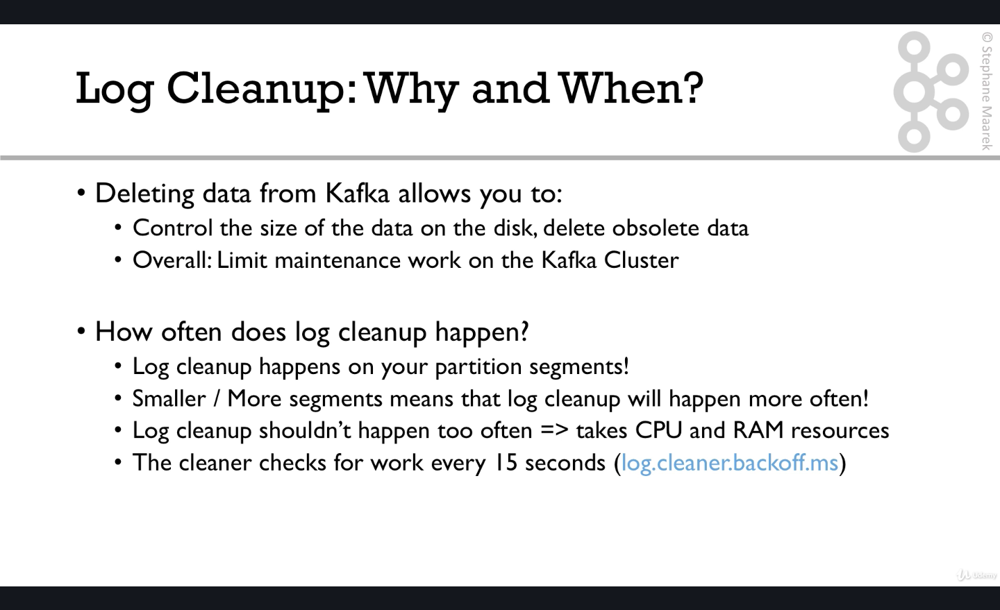 Log Cleanup: Why and When?
© Stephane Maarek
• Deleting data from Kafka allows you to:
• Control the size of the data on the disk, delete obsolete data
• Overall: Limit maintenance work on the Kafka Cluster
• How often does log cleanup happen?
• Log cleanup happens on your partition segments!
• Smaller / More segments means that log cleanup will happen more often!
• Log cleanup shouldn’t happen too often => takes CPU and RAM resources
• The cleaner checks for work every 15 seconds (log.cleaner.backoff.ms)
Udemy